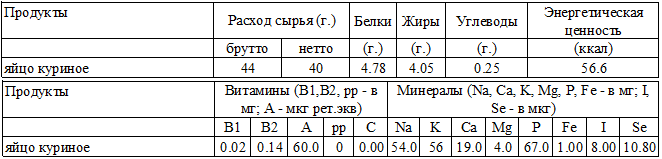 Продукты Расход сырья (г.) Белки Жиры Углеводы Энергетическая ценность
брутто нетто (г.) (г.) (г.) (ккал)
яйцо куриное 44 40 4.78 4.05 0.25 56.6
Продукты Витамины (B1,B2, pp - в мг; A - мкг рет.экв) Минералы (Na, Ca, K, Mg, P, Fe - в мг; I, Se - в мкг)
B1 B2 A pp C Na K Ca Mg P Fe I Se
яйцо куриное 0.02 0.14 60.0 0 0.00 54.0 56 19.0 4.0 67.0 1.00 8.00 10.80